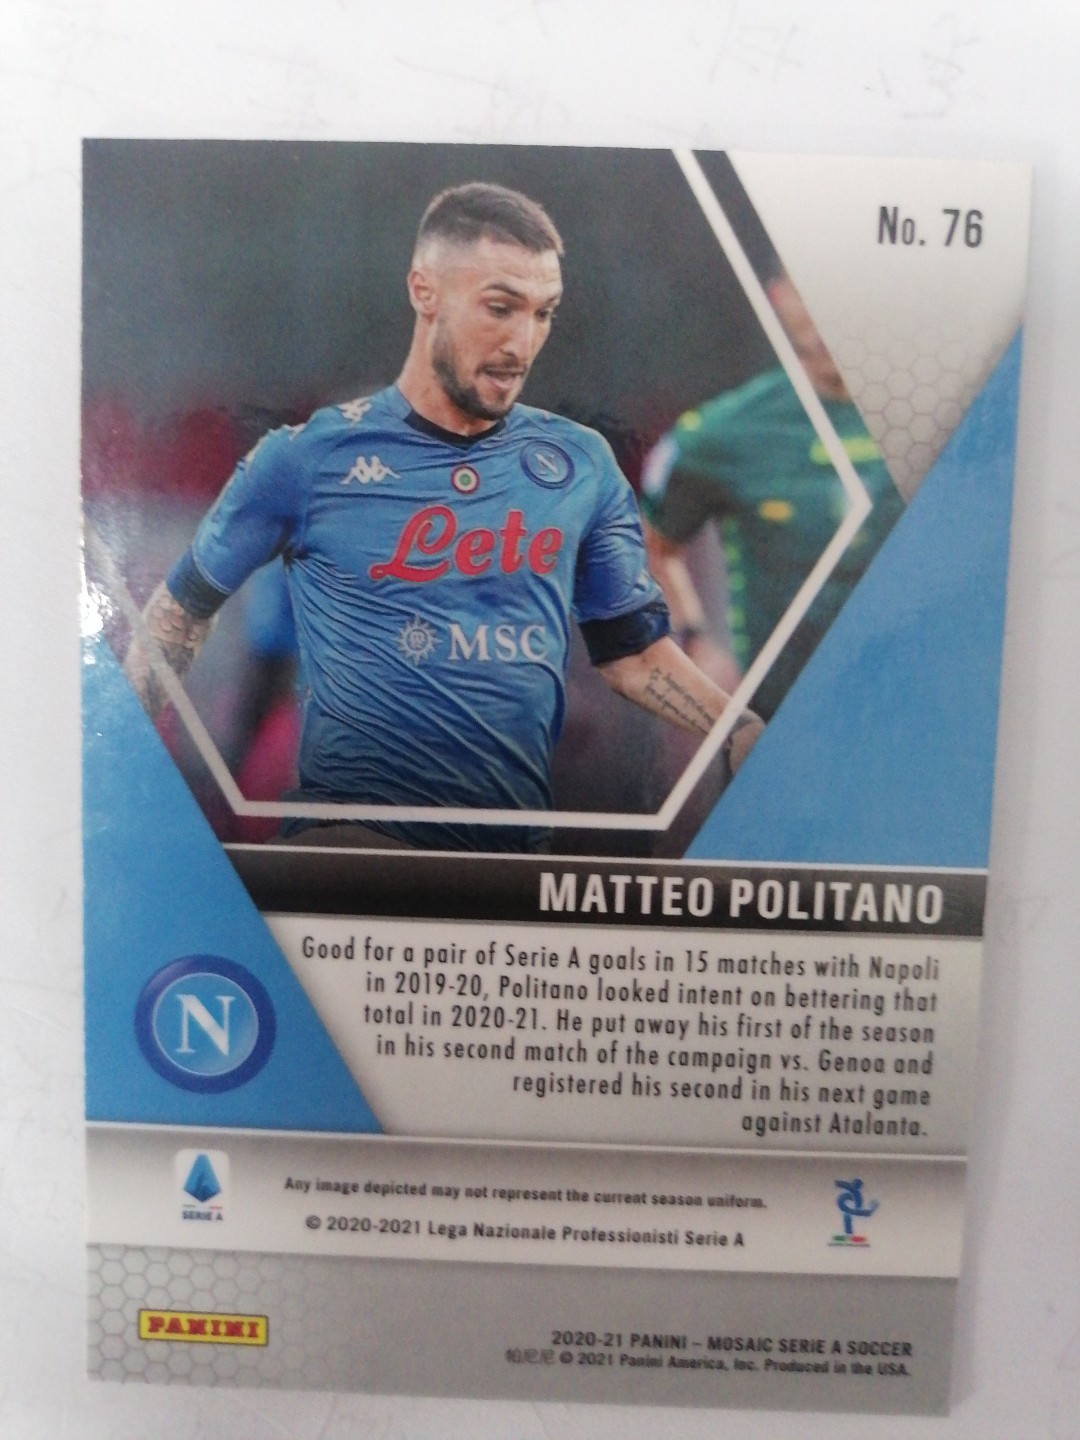 No. 76
N
Lete
MSC
MATTEO POLITANO
Good for a pair of Serie A goals in 15 matches with Napoli
in 2019-20, Politano looked intent on bettering that
total in 2020-21. He put away his first of the season
in his second match of the campaign vs. Genoa and
registered his second in his next game
against Atalanta.
N
SERIE A
Any image depicted may not represent the current season uniform.
© 2020-2021 Lega Nazionale Professionisti Serie A
PANINI
2020-21 PANINI – MOSAIC SERIE A SOCCER
帕尼尼 © 2021 Panini America, Inc. Produced in the USA.